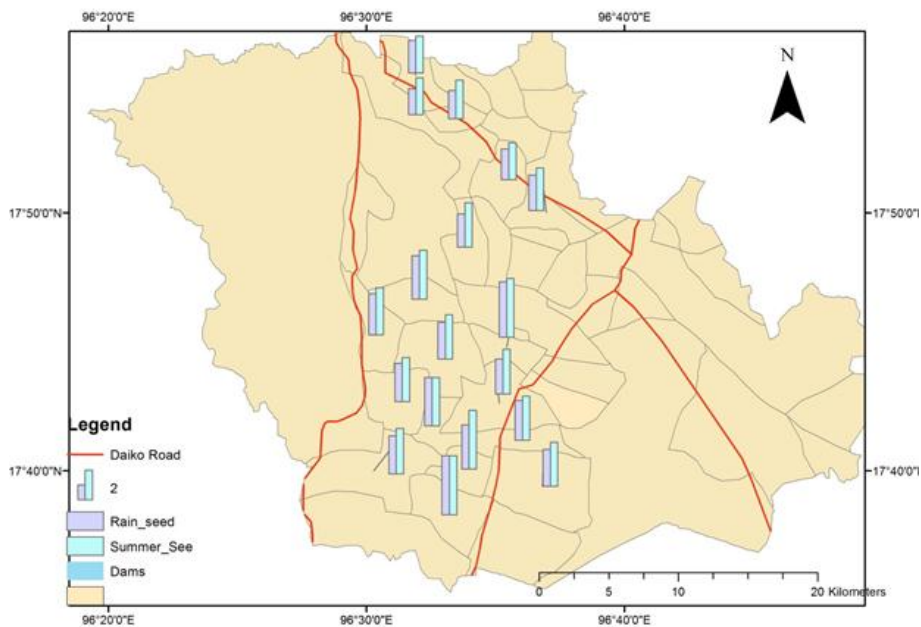 96°20'0"E 96°30'0"E 96°40'0"E
N
17°50'0"N 17°50'0"N
Legend
Daiko Road
2
Rain_seed
Summer_See
Dams
17°40'0"N 17°40'0"N
0 5 10 20 Kilometers
96°20'0"E 96°30'0"E 96°40'0"E